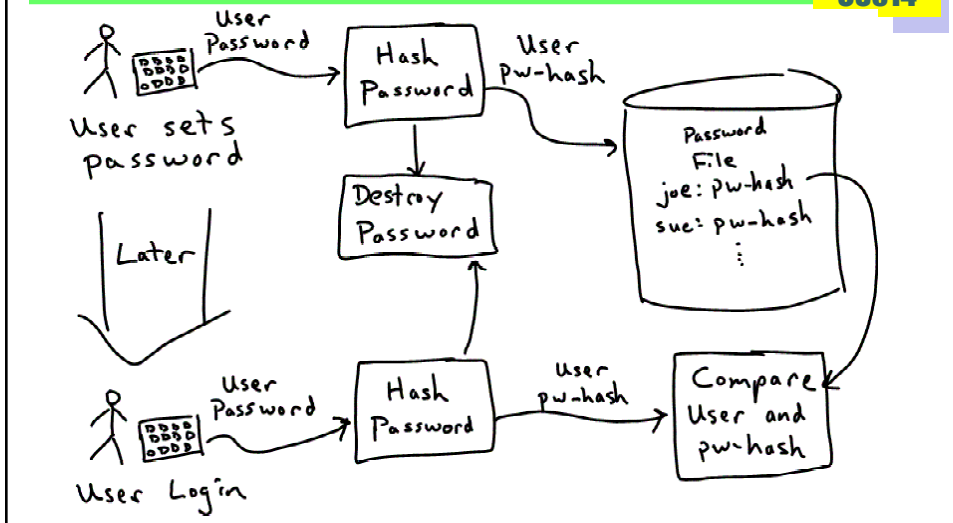 User
Password
Hash
Password
User
pw-hash
User sets
password
Password
File
joe: pw-hash
sue: pw-hash
⋮
Destroy
Password
Later
User
Password
Hash
Password
User
pw-hash
Compare
User and
pw-hash
User Login